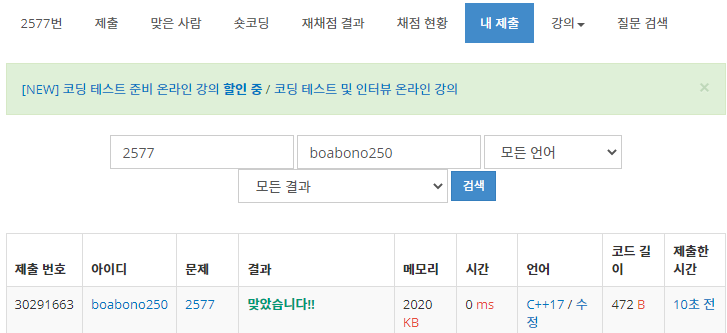 2577번 제출 맞은 사람 숏코딩 재채점 결과 채점 현황 내 제출 강의 질문 검색
[NEW] 코딩 테스트 준비 온라인 강의 할인 중 / 코딩 테스트 및 인터뷰 온라인 강의 ×
2577 boabono250 모든 언어
모든 결과 검색
제출 번호 아이디 문제 결과 메모리 시간 언어 코드 길이 제출한 시간
30291663 boabono250 2577 맞았습니다!! 2020 KB 0 ms C++17 / 수정 472 B 10초 전